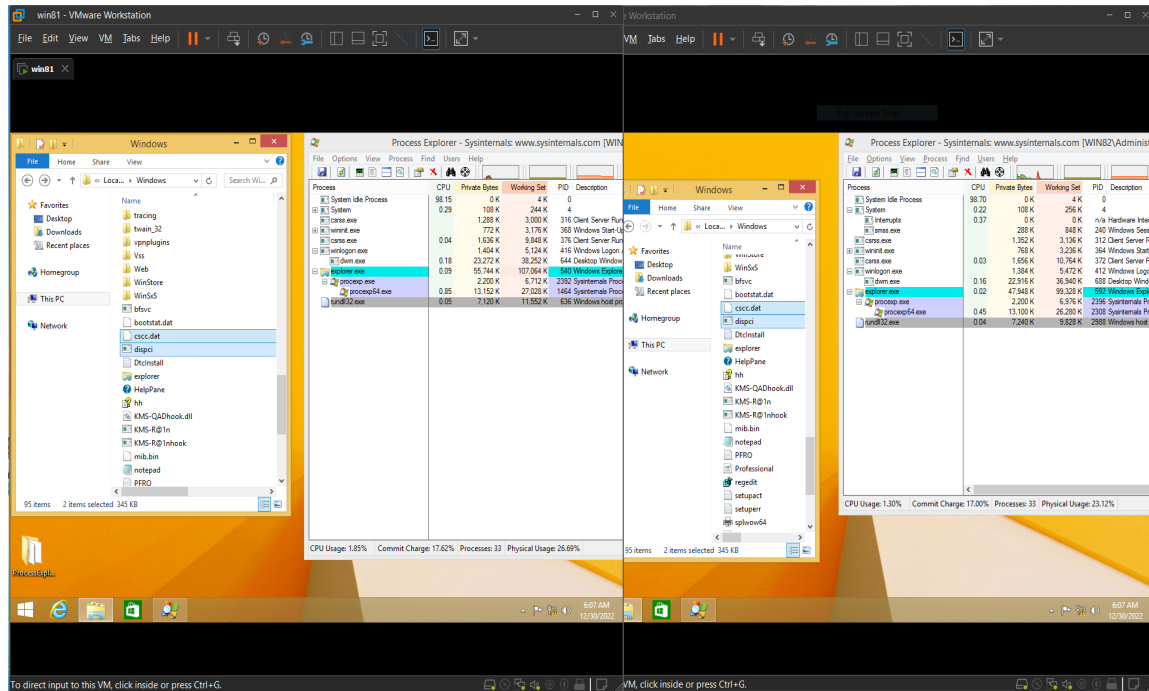 win81 - VMware Workstation
File Edit View VM Tabs Help
win81
Windows
File Home Share View
« Loca... ▸ Windows
Search Wi...
Favorites
Desktop
Downloads
Recent places
Homegroup
This PC
Network
Name
tracing
twain_32
vpnplugins
Vss
Web
WinStore
WinSxS
bfsvc
bootstat.dat
cscc.dat
dispci
DtcInstall
explorer
HelpPane
hh
KMS-QADhook.dll
KMS-R@1n
KMS-R@1nhook
mib.bin
notepad
PFRO
95 items 2 items selected 345 KB
Process Explorer - Sysinternals: www.sysinternals.com [WIN
File Options View Process Find Users Help
Process CPU Private Bytes Working Set PID Description
System Idle Process 98.15 0 K 4 K 0
System 0.29 108 K 244 K 4
csrss.exe 1,288 K 3,000 K 316 Client Server Run
wininit.exe 772 K 3,176 K 368 Windows Start-Up
csrss.exe 0.04 1,636 K 9,848 K 376 Client Server Run
winlogon.exe 1,404 K 5,124 K 416 Windows Logon
dwm.exe 0.18 23,272 K 38,252 K 644 Desktop Window
explorer.exe 0.09 55,744 K 107,064 K 540 Windows Explore
procexp.exe 2,200 K 6,712 K 2392 Sysinternals Proc
procexp64.exe 0.85 13,152 K 27,028 K 1464 Sysinternals Proc
rundll32.exe 0.05 7,120 K 11,552 K 636 Windows host pro
CPU Usage: 1.85% Commit Charge: 17.62% Processes: 33 Physical Usage: 26.69%
ProcessExpl...
6:07 AM
12/30/2022
To direct input to this VM, click inside or press Ctrl+G.
e Workstation
VM Tabs Help
Windows
File Home Share View
« Loca... ▸ Windows
Favorites
Desktop
Downloads
Recent places
Homegroup
This PC
Network
Name
WinStore
WinSxS
bfsvc
bootstat.dat
cscc.dat
dispci
DtcInstall
explorer
HelpPane
hh
KMS-QADhook.dll
KMS-R@1n
KMS-R@1nhook
mib.bin
notepad
PFRO
Professional
regedit
setupact
setuperr
splwow64
95 items 2 items selected 345 KB
Process Explorer - Sysinternals: www.sysinternals.com [WIN82\Administ
File Options View Process Find Users Help
Process CPU Private Bytes Working Set PID Description
System Idle Process 98.70 0 K 4 K 0
System 0.22 108 K 256 K 4
Interrupts 0.37 0 K 0 K n/a Hardware Inter
smss.exe 288 K 848 K 240 Windows Sess
csrss.exe 1,352 K 3,136 K 312 Client Server F
wininit.exe 768 K 3,236 K 364 Windows Start
csrss.exe 0.03 1,656 K 10,764 K 372 Client Server F
winlogon.exe 1,384 K 5,472 K 412 Windows Logo
dwm.exe 0.16 22,916 K 36,940 K 688 Desktop Windo
explorer.exe 0.02 47,948 K 99,328 K 592 Windows Expl
procexp.exe 2,200 K 6,976 K 2396 Sysinternals Pr
procexp64.exe 0.45 13,100 K 26,280 K 2308 Sysinternals Pr
rundll32.exe 0.04 7,240 K 9,828 K 2988 Windows host
CPU Usage: 1.30% Commit Charge: 17.00% Processes: 33 Physical Usage: 23.12%
6:07 AM
12/30/2022
VM, click inside or press Ctrl+G.